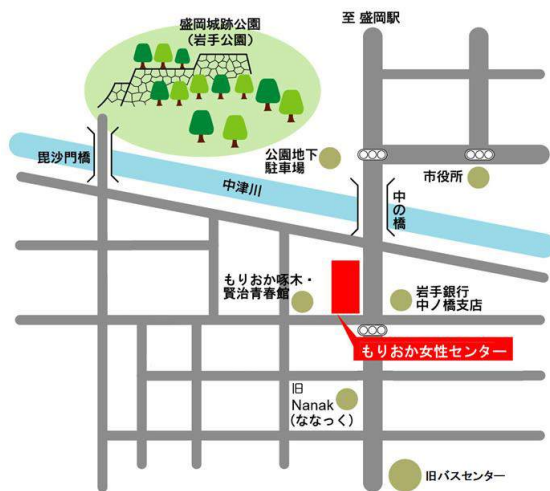 盛岡城跡公園
（岩手公園）
至 盛岡駅
毘沙門橋
公園地下
駐車場
市役所
中津川
中の橋
もりおか啄木・
賢治青春館
岩手銀行
中ノ橋支店
もりおか女性センター
旧
Nanak
（ななっく）
旧バスセンター